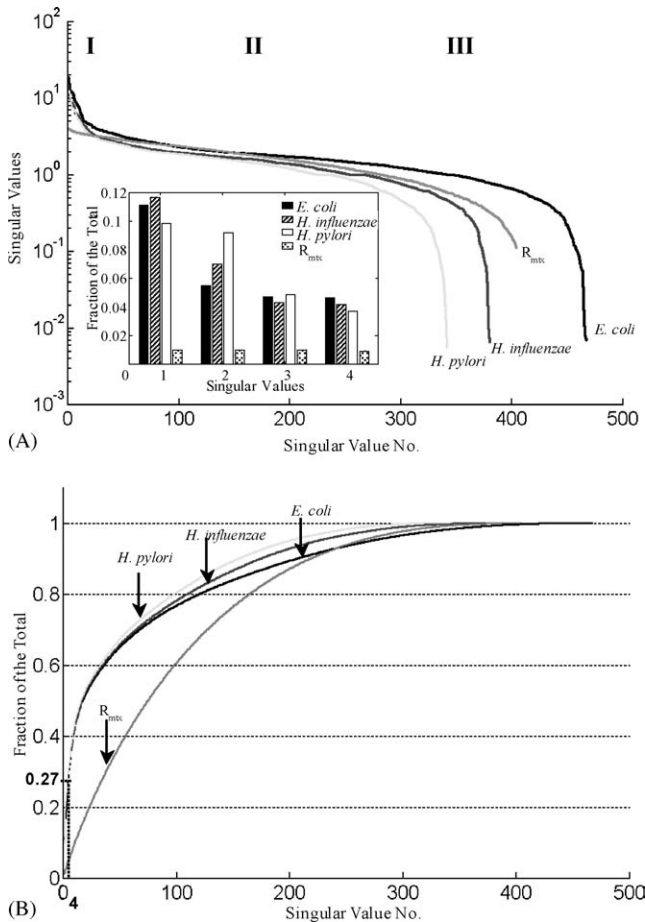 10^2
I II III
10^1
10^0
10^-1
10^-2
10^-3
Singular Values
0.12
0.1
0.08
0.06
0.04
0.02
0
Fraction of the Total
E. coli
H. influenzae
H. pylori
R_mtx
1 2 3 4
Singular Values
R_mtx
E. coli
H. influenzae
H. pylori
0 100 200 300 400 500
(A) Singular Value No.
E. coli
H. influenzae
H. pylori
R_mtx
1
0.8
0.6
0.4
0.27
0.2
0
Fraction of the Total
0 100 200 300 400 500
4
(B) Singular Value No.